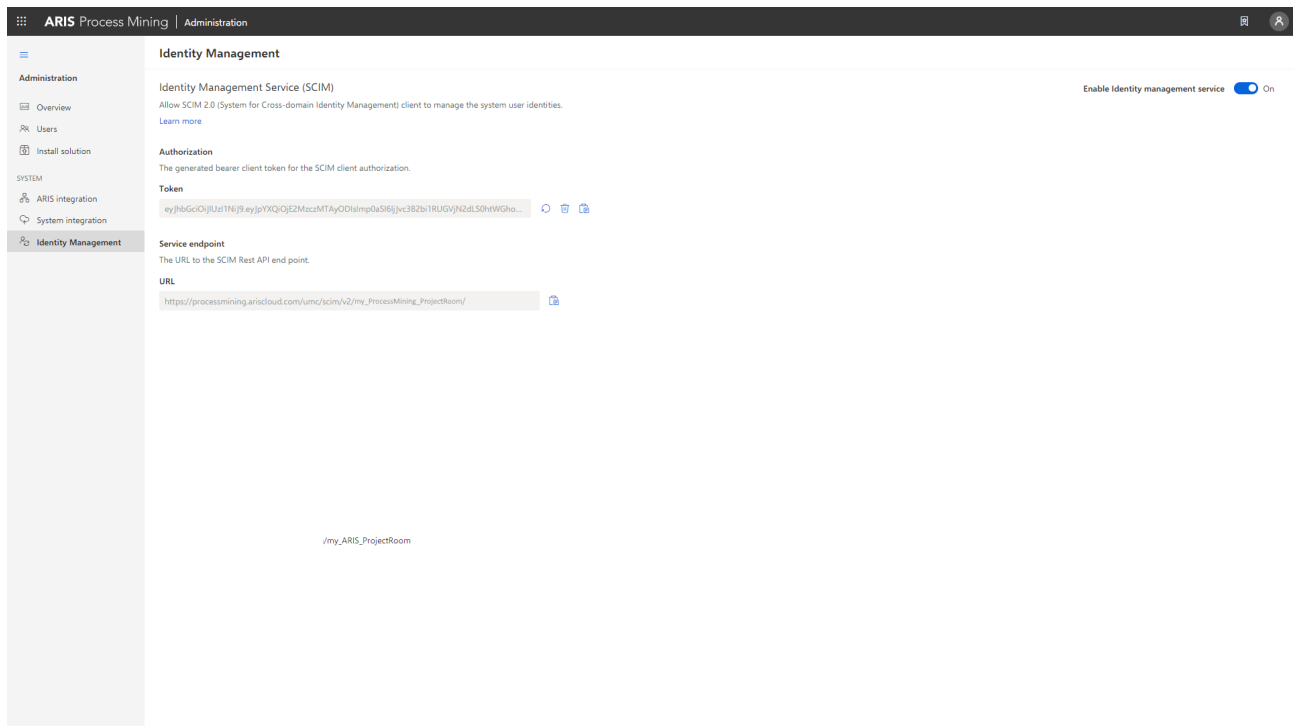 ARIS Process Mining | Administration
Identity Management
Administration
Overview
Users
Install solution
SYSTEM
ARIS integration
System integration
Identity Management
Identity Management Service (SCIM)
Enable Identity management service On
Allow SCIM 2.0 (System for Cross-domain Identity Management) client to manage the system user identities.
Learn more
Authorization
The generated bearer client token for the SCIM client authorization.
Token
Service endpoint
The URL to the SCIM Rest API end point.
URL
https://processmining.ariscloud.com/umc/scim/v2/my_ProcessMining_ProjectRoom/
/my_ARIS_ProjectRoom